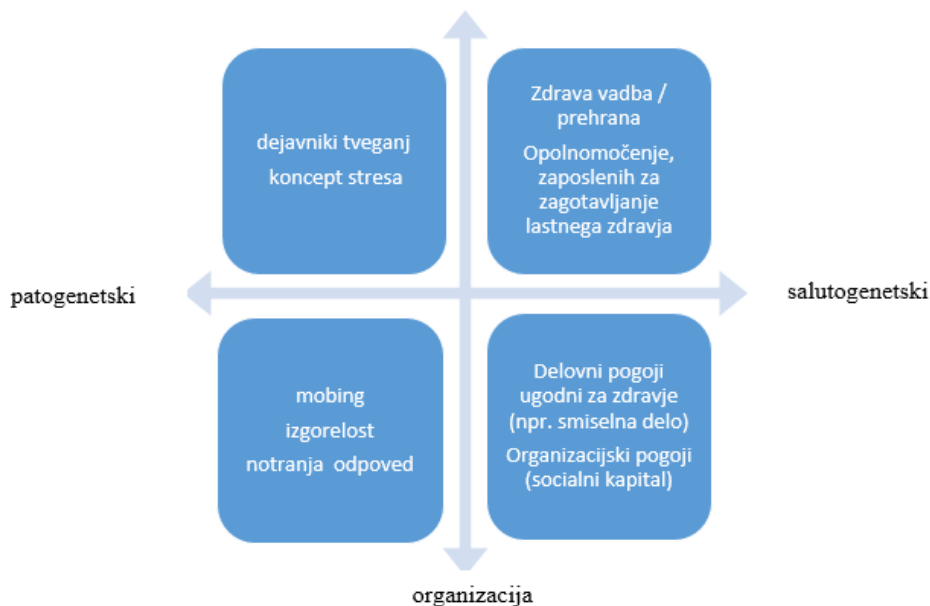 dejavniki tveganj
koncept stresa
Zdrava vadba /
prehrana
Opolnomočenje,
zaposlenih za
zagotavljanje
lastnega zdravja
patogenetski
salutogenetski
mobing
izgorelost
notranja odpoved
Delovni pogoji
ugodni za zdravje
(npr. smiselna delo)
Organizacijski pogoji
(socialni kapital)
organizacija